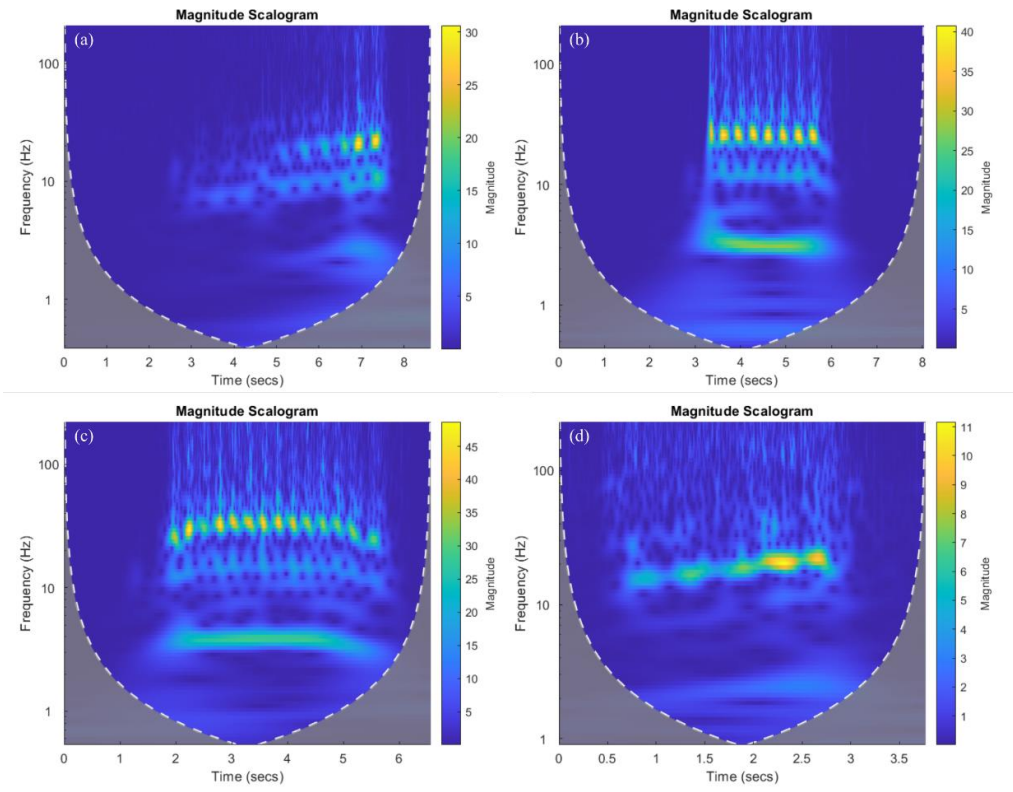 Magnitude Scalogram
(a)
100
10
1
Frequency (Hz)
0 1 2 3 4 5 6 7 8
Time (secs)
30
25
20
15
10
5
Magnitude
Magnitude Scalogram
(b)
100
10
1
Frequency (Hz)
0 1 2 3 4 5 6 7 8
Time (secs)
40
35
30
25
20
15
10
5
Magnitude
Magnitude Scalogram
(c)
100
10
1
Frequency (Hz)
0 1 2 3 4 5 6
Time (secs)
45
40
35
30
25
20
15
10
5
Magnitude
Magnitude Scalogram
(d)
100
10
1
Frequency (Hz)
0 0.5 1 1.5 2 2.5 3 3.5
Time (secs)
11
10
9
8
7
6
5
4
3
2
1
Magnitude